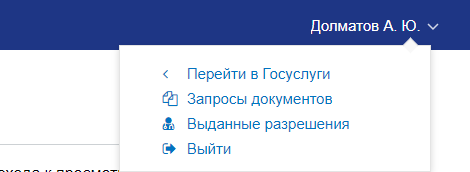 Долматов А. Ю.
Перейти в Госуслуги
Запросы документов
Выданные разрешения
Выйти